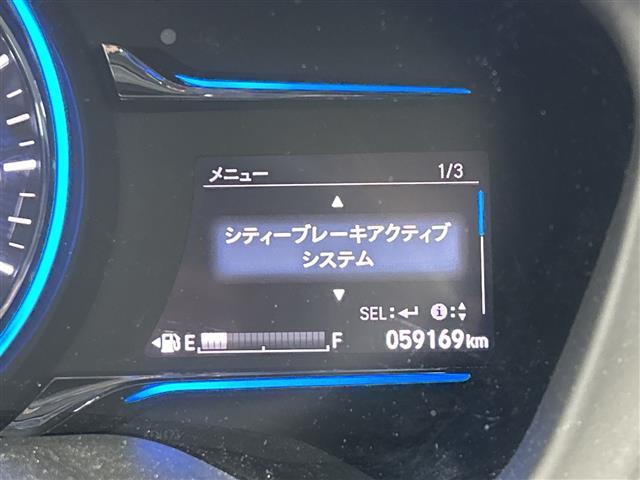 メニュー 1/3
▲
シティーブレーキアクティブ
システム
▼
SEL:↵ i:▲▼
◀ E F 059169km